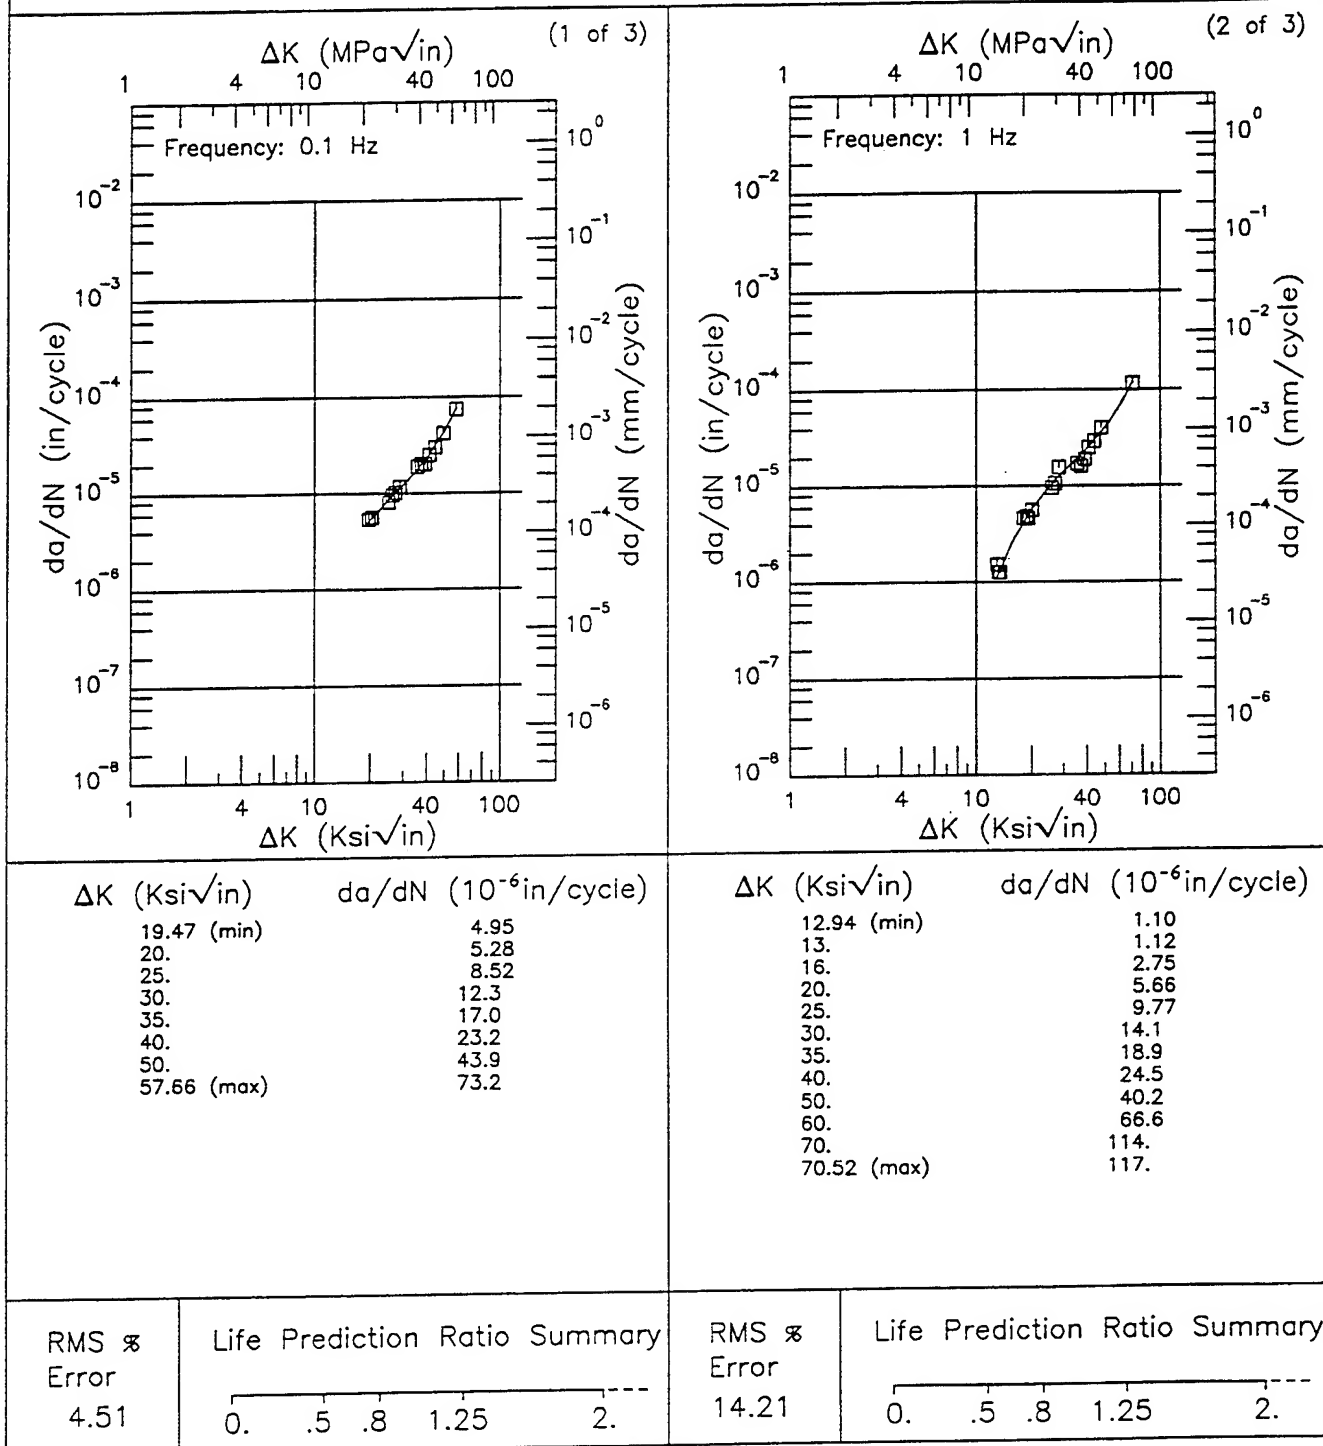 (1 of 3)
ΔK (MPa√in)
1 4 10 40 100
Frequency: 0.1 Hz
10⁰
10⁻²
10⁻¹
10⁻³
10⁻²
10⁻⁴
10⁻³
10⁻⁵
10⁻⁴
10⁻⁶
10⁻⁵
10⁻⁷
10⁻⁶
10⁻⁸
da/dN (in/cycle)
da/dN (mm/cycle)
1 4 10 40 100
ΔK (Ksi√in)
ΔK (Ksi√in) da/dN (10⁻⁶in/cycle)
19.47 (min) 4.95
20. 5.28
25. 8.52
30. 12.3
35. 17.0
40. 23.2
50. 43.9
57.66 (max) 73.2
RMS %
Error
4.51
Life Prediction Ratio Summary
0. .5 .8 1.25 2.
(2 of 3)
ΔK (MPa√in)
1 4 10 40 100
Frequency: 1 Hz
10⁰
10⁻²
10⁻¹
10⁻³
10⁻²
10⁻⁴
10⁻³
10⁻⁵
10⁻⁴
10⁻⁶
10⁻⁵
10⁻⁷
10⁻⁶
10⁻⁸
da/dN (in/cycle)
da/dN (mm/cycle)
1 4 10 40 100
ΔK (Ksi√in)
ΔK (Ksi√in) da/dN (10⁻⁶in/cycle)
12.94 (min) 1.10
13. 1.12
16. 2.75
20. 5.66
25. 9.77
30. 14.1
35. 18.9
40. 24.5
50. 40.2
60. 66.6
70. 114.
70.52 (max) 117.
RMS %
Error
14.21
Life Prediction Ratio Summary
0. .5 .8 1.25 2.